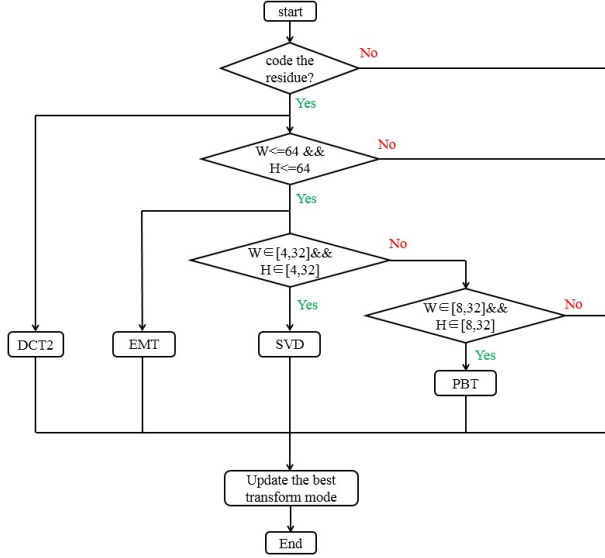 start
code the
residue?
No
Yes
W<=64 &&
H<=64
No
Yes
W∈[4,32]&&
H∈[4,32]
No
Yes
W∈[8,32]&&
H∈[8,32]
No
Yes
DCT2
EMT
SVD
PBT
Update the best
transform mode
End